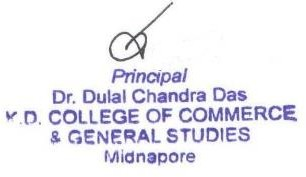 Principal
Dr. Dulal Chandra Das
K.D. COLLEGE OF COMMERCE
& GENERAL STUDIES
Midnapore